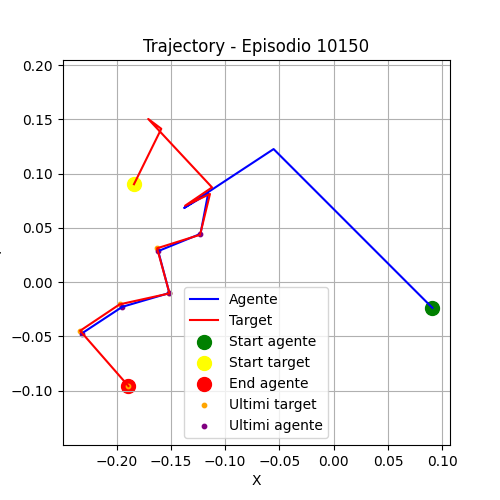 Trajectory - Episodio 10150
0.20
0.15
0.10
0.05
0.00
−0.05
−0.10
Agente
Target
Start agente
Start target
End agente
Ultimi target
Ultimi agente
−0.20 −0.15 −0.10 −0.05 0.00 0.05 0.10
X